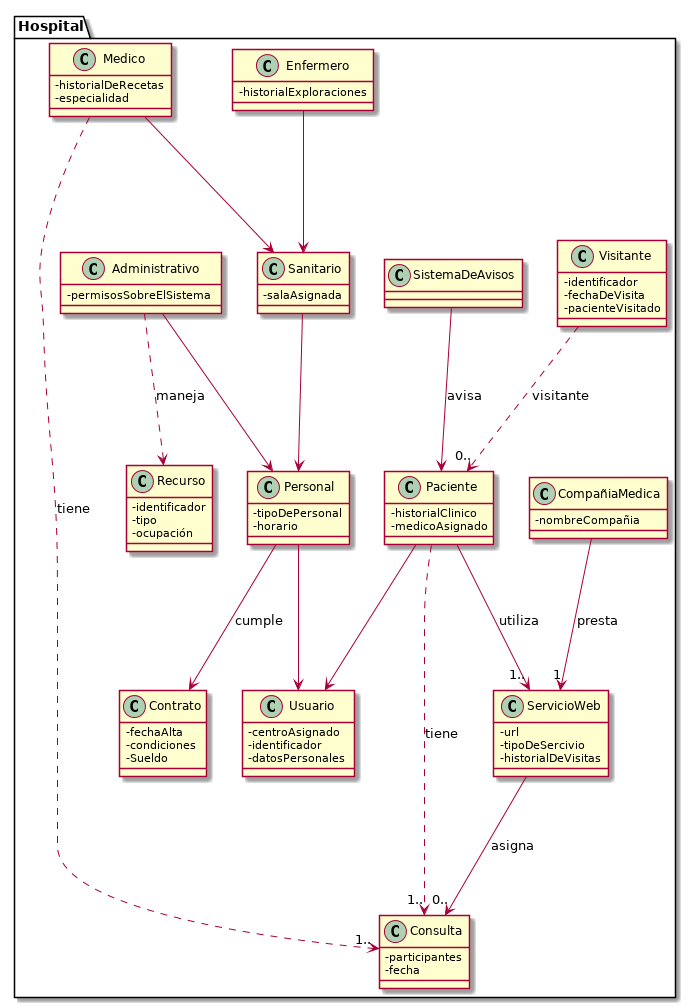 Hospital
C Medico
-historialDeRecetas
-especialidad
C Enfermero
-historialExploraciones
C Administrativo
-permisosSobreElSistema
C Sanitario
-salaAsignada
C SistemaDeAvisos
C Visitante
-identificador
-fechaDeVisita
-pacienteVisitado
maneja
avisa
visitante
0..
C Recurso
-identificador
-tipo
-ocupación
C Personal
-tipoDePersonal
-horario
C Paciente
-historialClinico
-medicoAsignado
C CompañiaMedica
-nombreCompañia
tiene
cumple
utiliza
presta
1..
1
C Contrato
-fechaAlta
-condiciones
-Sueldo
C Usuario
-centroAsignado
-identificador
-datosPersonales
tiene
C ServicioWeb
-url
-tipoDeSercivio
-historialDeVisitas
asigna
1..
0..
1..
C Consulta
-participantes
-fecha